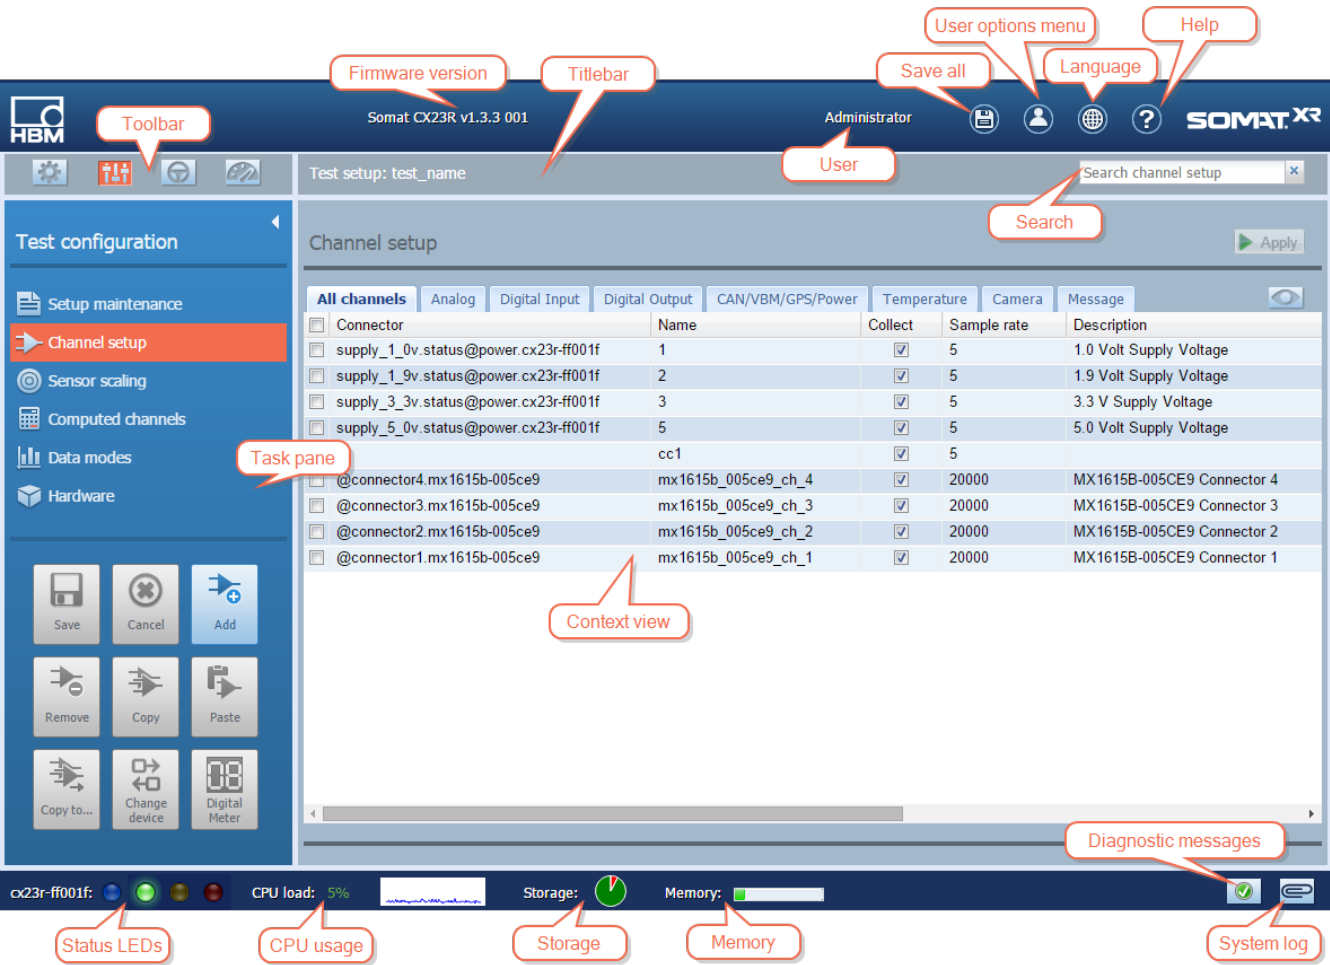 User options menu
Help
Firmware version
Titlebar
Save all
Language
HBM
Toolbar
Somat CX23R v1.3.3 001
Administrator
SOMAT XR
User
Test setup: test_name
Search channel setup
Search
Test configuration
Channel setup
Apply
Setup maintenance
Channel setup
Sensor scaling
Computed channels
Data modes
Hardware
Task pane
All channels Analog Digital Input Digital Output CAN/VBM/GPS/Power Temperature Camera Message
Connector Name Collect Sample rate Description
supply_1_0v.status@power.cx23r-ff001f 1 5 1.0 Volt Supply Voltage
supply_1_9v.status@power.cx23r-ff001f 2 5 1.9 Volt Supply Voltage
supply_3_3v.status@power.cx23r-ff001f 3 5 3.3 V Supply Voltage
supply_5_0v.status@power.cx23r-ff001f 5 5 5.0 Volt Supply Voltage
cc1 5
@connector4.mx1615b-005ce9 mx1615b_005ce9_ch_4 20000 MX1615B-005CE9 Connector 4
@connector3.mx1615b-005ce9 mx1615b_005ce9_ch_3 20000 MX1615B-005CE9 Connector 3
@connector2.mx1615b-005ce9 mx1615b_005ce9_ch_2 20000 MX1615B-005CE9 Connector 2
@connector1.mx1615b-005ce9 mx1615b_005ce9_ch_1 20000 MX1615B-005CE9 Connector 1
Context view
Save
Cancel
Add
Remove
Copy
Paste
Copy to...
Change device
Digital Meter
Diagnostic messages
cx23r-ff001f:
CPU load: 5%
Storage:
Memory:
Status LEDs
CPU usage
Storage
Memory
System log